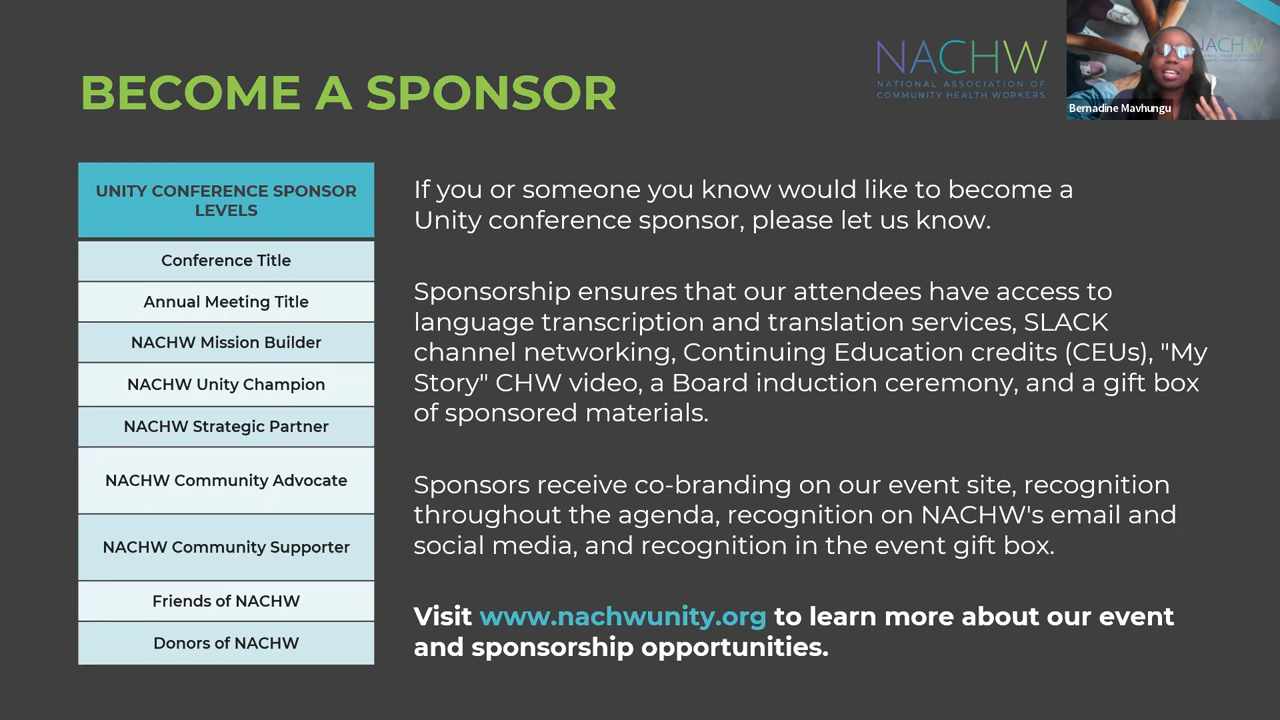 BECOME A SPONSOR
NACHW
NATIONAL ASSOCIATION OF
COMMUNITY HEALTH WORKERS
NACHW
Bernadine Mavhungu
UNITY CONFERENCE SPONSOR
LEVELS
Conference Title
Annual Meeting Title
NACHW Mission Builder
NACHW Unity Champion
NACHW Strategic Partner
NACHW Community Advocate
NACHW Community Supporter
Friends of NACHW
Donors of NACHW
If you or someone you know would like to become a
Unity conference sponsor, please let us know.
Sponsorship ensures that our attendees have access to
language transcription and translation services, SLACK
channel networking, Continuing Education credits (CEUs), "My
Story" CHW video, a Board induction ceremony, and a gift box
of sponsored materials.
Sponsors receive co-branding on our event site, recognition
throughout the agenda, recognition on NACHW's email and
social media, and recognition in the event gift box.
Visit www.nachwunity.org to learn more about our event
and sponsorship opportunities.